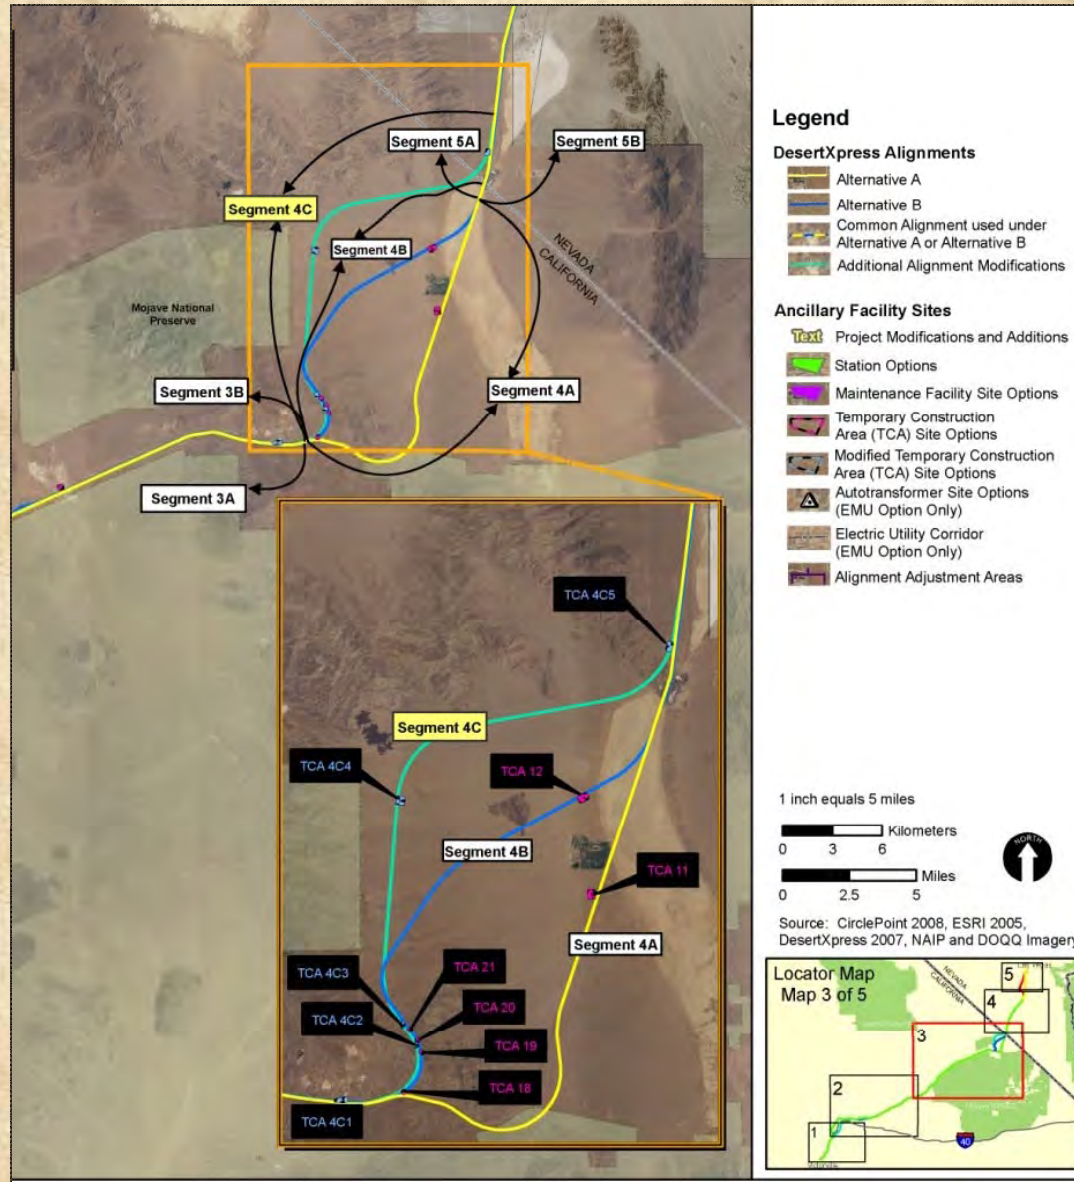 Segment 5A
Segment 5B
Segment 4C
Segment 4B
NEVADA
CALIFORNIA
Mojave National
Preserve
Segment 3B
Segment 4A
Segment 3A
TCA 4C5
Segment 4C
TCA 4C4
TCA 12
Segment 4B
TCA 11
Segment 4A
TCA 4C3
TCA 21
TCA 4C2
TCA 20
TCA 19
TCA 18
TCA 4C1
Legend
DesertXpress Alignments
Alternative A
Alternative B
Common Alignment used under
Alternative A or Alternative B
Additional Alignment Modifications
Ancillary Facility Sites
Text Project Modifications and Additions
Station Options
Maintenance Facility Site Options
Temporary Construction
Area (TCA) Site Options
Modified Temporary Construction
Area (TCA) Site Options
Autotransformer Site Options
(EMU Option Only)
Electric Utility Corridor
(EMU Option Only)
Alignment Adjustment Areas
1 inch equals 5 miles
Kilometers
0 3 6
Miles
0 2.5 5
NORTH
Source: CirclePoint 2008, ESRI 2005,
DesertXpress 2007, NAIP and DOQQ Imagery
Locator Map
Map 3 of 5
NEVADA
CALIFORNIA
5
4
3
2
1
40